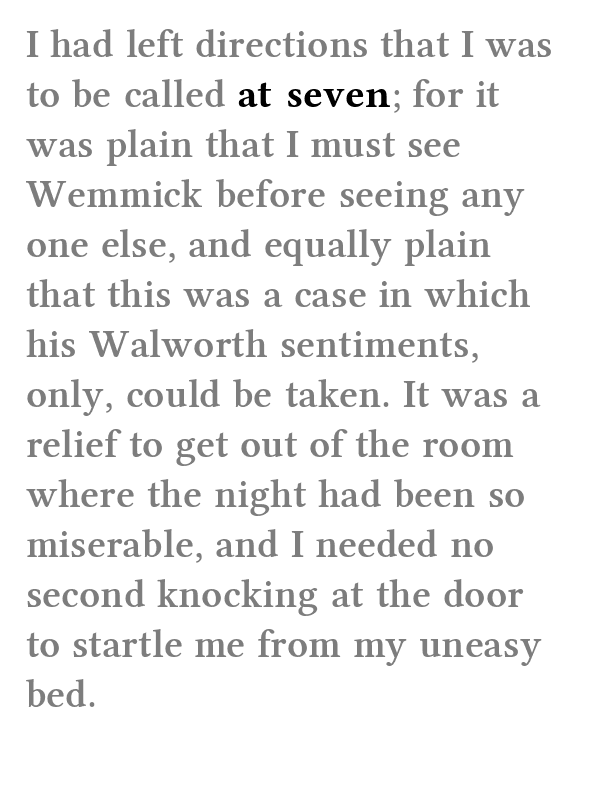 I had left directions that I was
to be called at seven; for it
was plain that I must see
Wemmick before seeing any
one else, and equally plain
that this was a case in which
his Walworth sentiments,
only, could be taken. It was a
relief to get out of the room
where the night had been so
miserable, and I needed no
second knocking at the door
to startle me from my uneasy
bed.